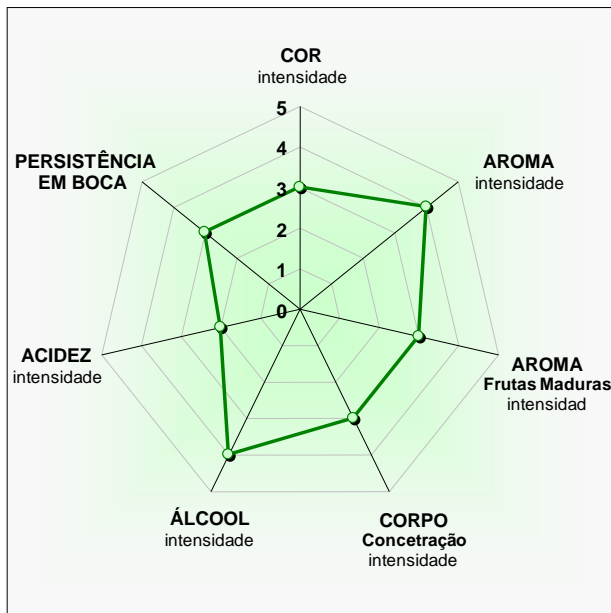 COR
intensidade
5
4
3
2
1
0
AROMA
intensidade
AROMA
Frutas Maduras
intensidad
CORPO
Concetração
intensidade
ÁLCOOL
intensidade
ACIDEZ
intensidade
PERSISTÊNCIA
EM BOCA